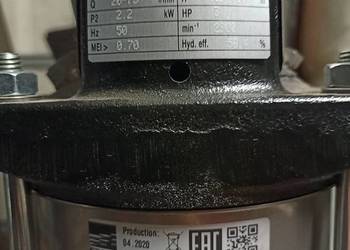 Q
P2 2.2 kW HP
Hz 50 min⁻¹
MEI > 0.70 Hyd. eff. %
Production:
04.2020
EAC